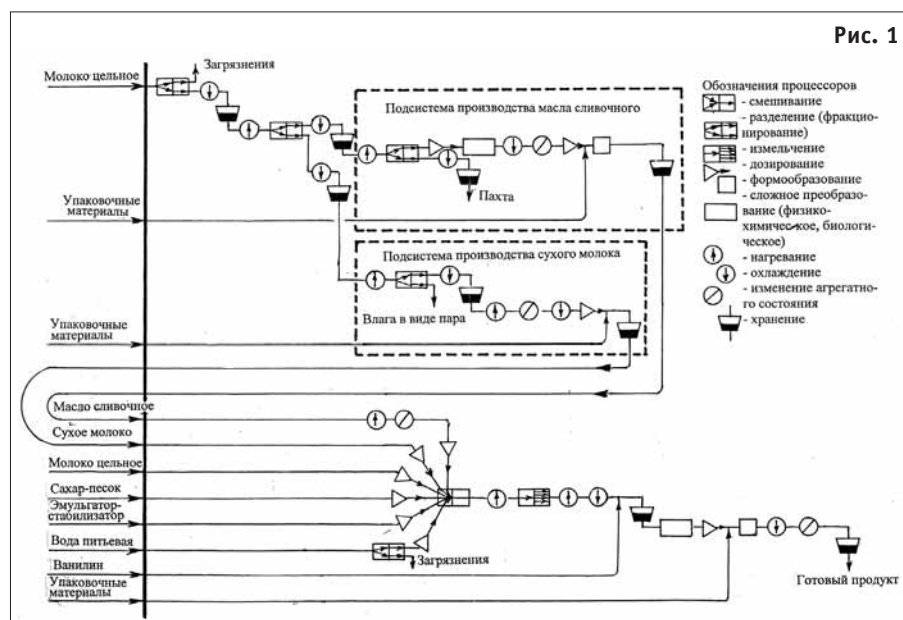 Рис. 1
Молоко цельное
Загрязнения
Обозначения процессоров
- смешивание
- разделение (фракцио-
нирование)
- измельчение
- дозирование
- формообразование
- сложное преобразо-
вание (физико-
химическое, биологи-
ческое)
- нагревание
- охлаждение
- изменение агрегатно-
го состояния
- хранение
Подсистема производства масла сливочного
Пахта
Упаковочные
материалы
Подсистема производства сухого молока
Влага в виде пара
Упаковочные
материалы
Масло сливочное
Сухое молоко
Молоко цельное
Сахар-песок
Эмульгатор-
стабилизатор
Вода питьевая
Загрязнения
Ванилин
Упаковочные
материалы
Готовый продукт